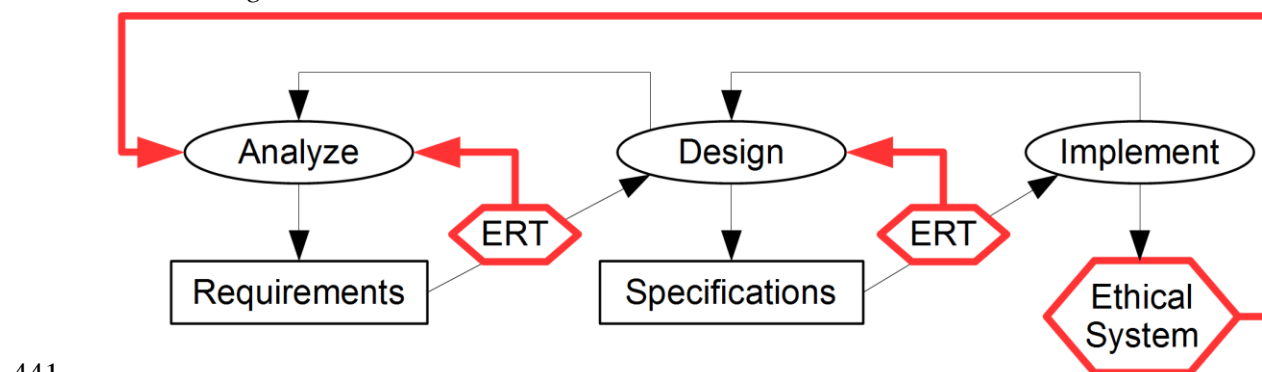 Analyze
Design
Implement
ERT
ERT
Requirements
Specifications
Ethical
System